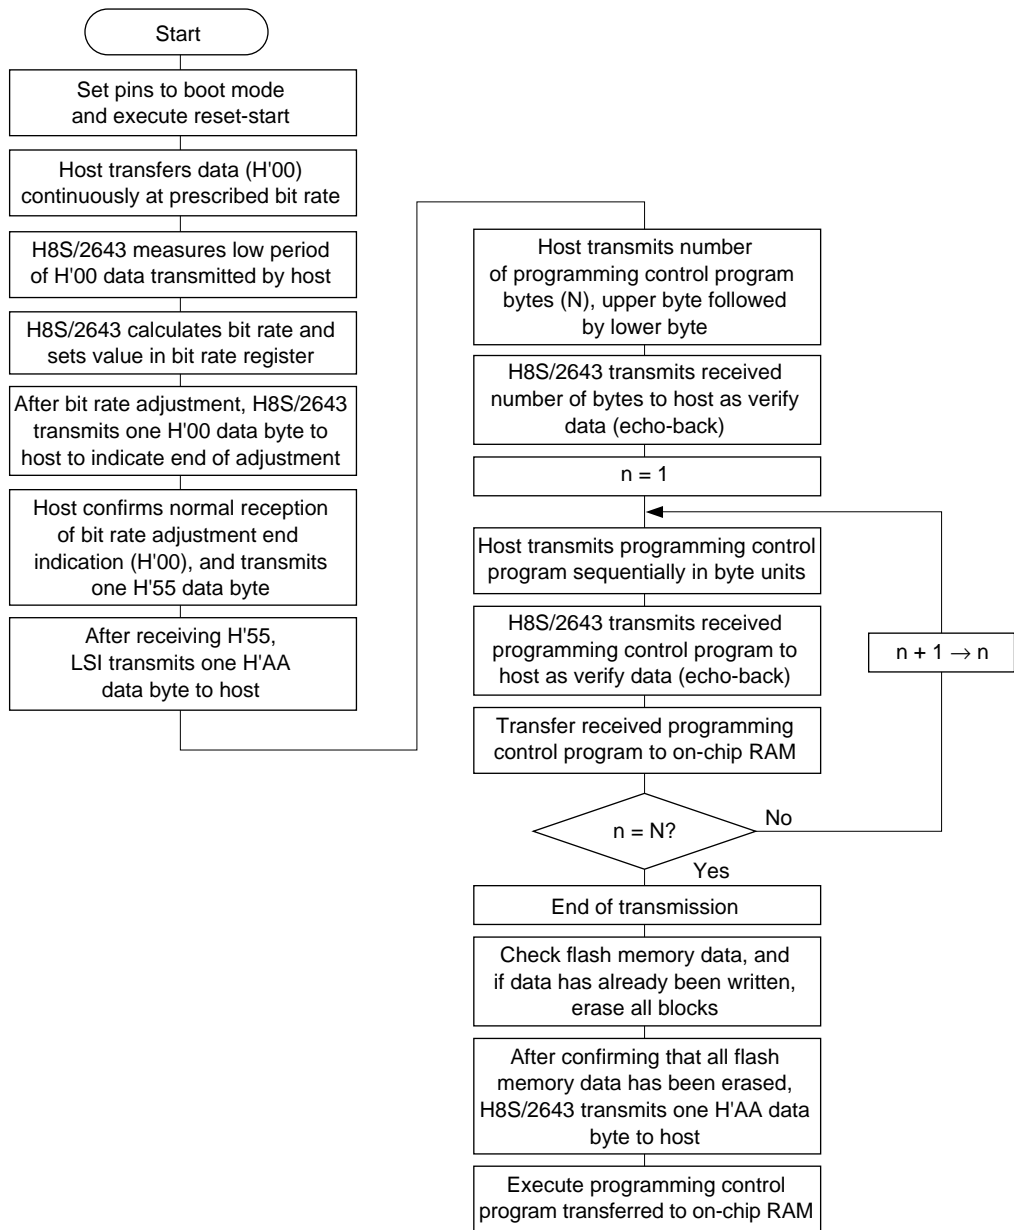 Start
Set pins to boot mode
and execute reset-start
Host transfers data (H'00)
continuously at prescribed bit rate
H8S/2643 measures low period
of H'00 data transmitted by host
H8S/2643 calculates bit rate and
sets value in bit rate register
After bit rate adjustment, H8S/2643
transmits one H'00 data byte to
host to indicate end of adjustment
Host confirms normal reception
of bit rate adjustment end
indication (H'00), and transmits
one H'55 data byte
After receiving H'55,
LSI transmits one H'AA
data byte to host
Host transmits number
of programming control program
bytes (N), upper byte followed
by lower byte
H8S/2643 transmits received
number of bytes to host as verify
data (echo-back)
n = 1
Host transmits programming control
program sequentially in byte units
H8S/2643 transmits received
programming control program to
host as verify data (echo-back)
n + 1 → n
Transfer received programming
control program to on-chip RAM
n = N?
No
Yes
End of transmission
Check flash memory data, and
if data has already been written,
erase all blocks
After confirming that all flash
memory data has been erased,
H8S/2643 transmits one H'AA data
byte to host
Execute programming control
program transferred to on-chip RAM